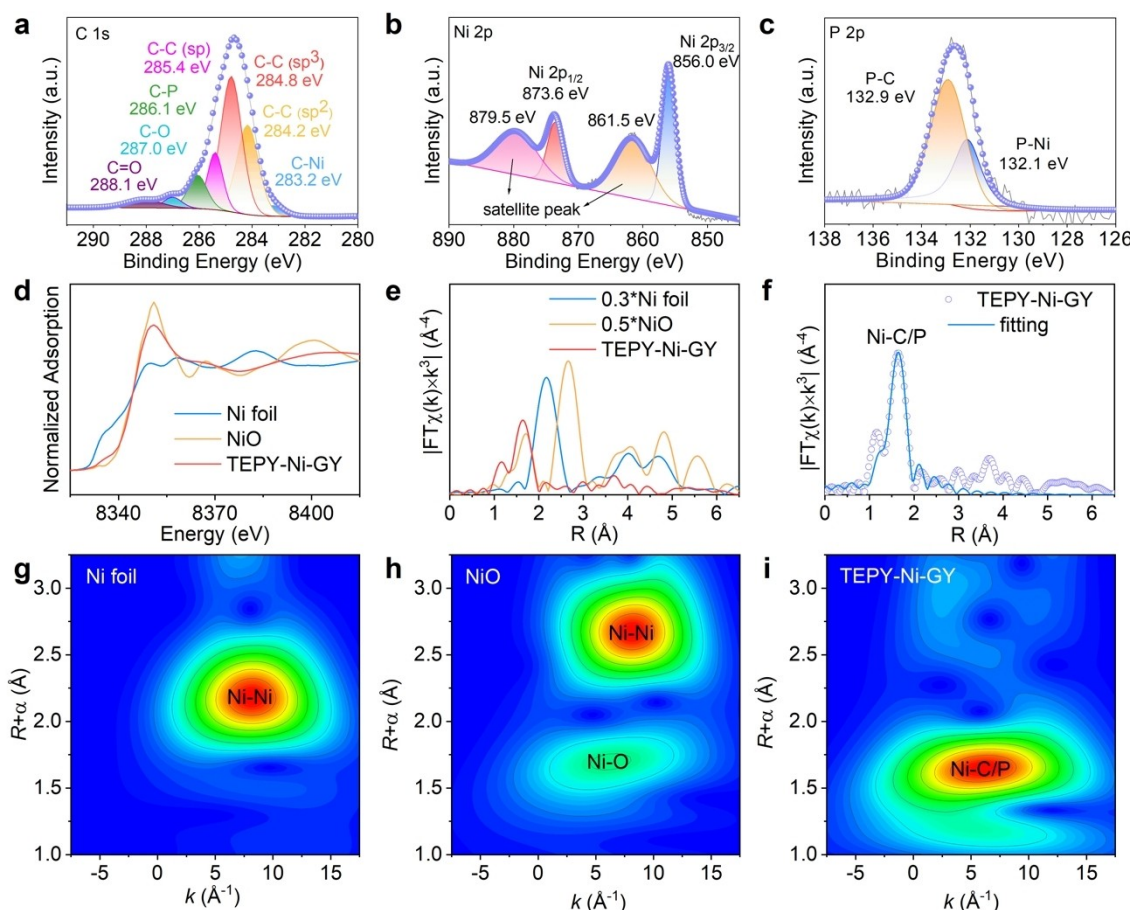 a
C 1s
C-C (sp)
285.4 eV
C-C (sp3)
284.8 eV
C-P
286.1 eV
C-C (sp2)
284.2 eV
C-O
287.0 eV
C=O
288.1 eV
C-Ni
283.2 eV
Intensity (a.u.)
290 288 286 284 282 280
Binding Energy (eV)
b
Ni 2p
Ni 2p3/2
856.0 eV
Ni 2p1/2
873.6 eV
879.5 eV
861.5 eV
satellite peak
Intensity (a.u.)
890 880 870 860 850
Binding Energy (eV)
c
P 2p
P-C
132.9 eV
P-Ni
132.1 eV
Intensity (a.u.)
138 136 134 132 130 128 126
Binding Energy (eV)
d
Normalized Adsorption
Ni foil
NiO
TEPY-Ni-GY
8340 8370 8400
Energy (eV)
e
|FTχ(k)×k³| (Å⁻⁴)
0.3*Ni foil
0.5*NiO
TEPY-Ni-GY
0 1 2 3 4 5 6
R (Å)
f
|FTχ(k)×k³| (Å⁻⁴)
TEPY-Ni-GY
fitting
Ni-C/P
0 1 2 3 4 5 6
R (Å)
g
Ni foil
Ni-Ni
R+α (Å)
3.0
2.5
2.0
1.5
1.0
-5 0 5 10 15
k (Å⁻¹)
h
NiO
Ni-Ni
Ni-O
R+α (Å)
3.0
2.5
2.0
1.5
1.0
-5 0 5 10 15
k (Å⁻¹)
i
TEPY-Ni-GY
Ni-C/P
R+α (Å)
3.0
2.5
2.0
1.5
1.0
-5 0 5 10 15
k (Å⁻¹)